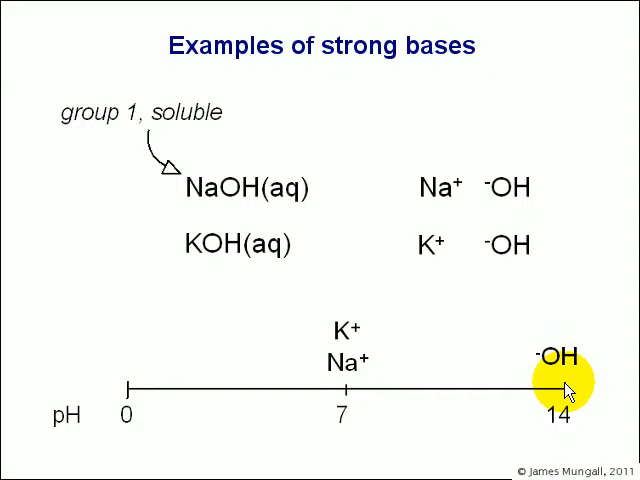 Examples of strong bases
group 1, soluble
NaOH(aq) Na⁺ ⁻OH
KOH(aq) K⁺ ⁻OH
K⁺
Na⁺ ⁻OH
pH 0 7 14
© James Mungall, 2011